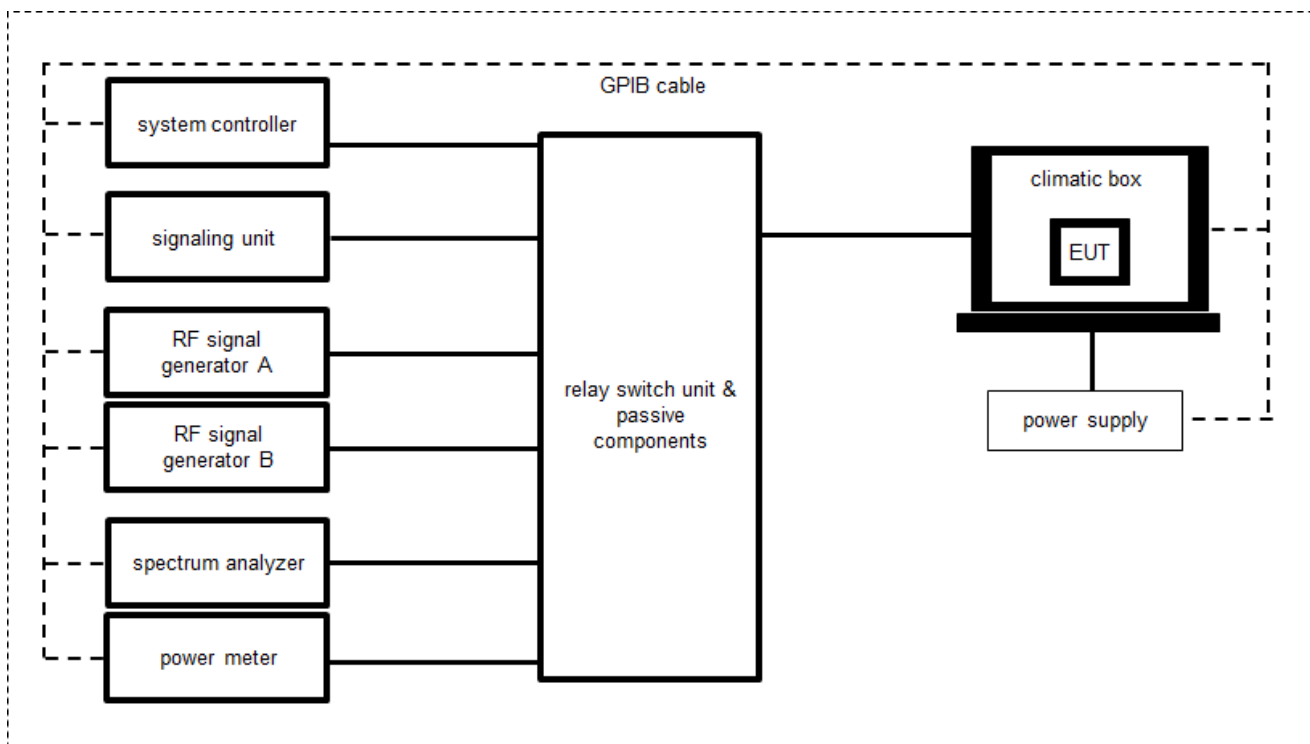 GPIB cable
system controller
signaling unit
RF signal
generator A
RF signal
generator B
spectrum analyzer
power meter
relay switch unit &
passive
components
climatic box
EUT
power supply